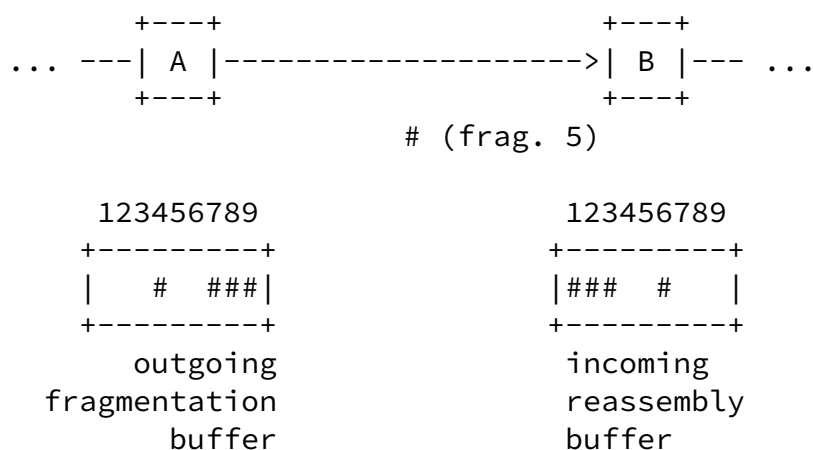 +---+                     +---+
... ---| A |-------------------->| B |--- ...
       +---+                     +---+
                      # (frag. 5)
     123456789                 123456789
    +---------+               +---------+
    |   #  ###|               |###  #   |
    +---------+               +---------+
       outgoing                incoming
  fragmentation                reassembly
         buffer                buffer